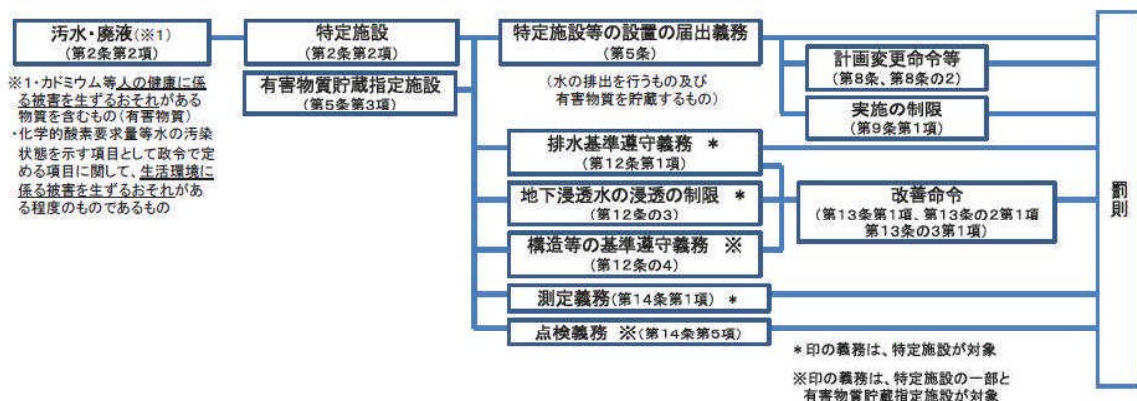 汚水・廃液(※1)
(第2条第2項)
※1・カドミウム等人の健康に係
る被害を生ずるおそれがある
物質を含むもの(有害物質)
・化学的酸素要求量等水の汚染
状態を示す項目として政令で定
める項目に関して、生活環境に
係る被害を生ずるおそれがあ
る程度のものであるもの
特定施設
(第2条第2項)
有害物質貯蔵指定施設
(第5条第3項)
特定施設等の設置の届出義務
(第5条)
(水の排出を行うもの及び
有害物質を貯蔵するもの)
計画変更命令等
(第8条、第8条の2)
実施の制限
(第9条第1項)
排水基準遵守義務 *
(第12条第1項)
地下浸透水の浸透の制限 *
(第12条の3)
構造等の基準遵守義務 ※
(第12条の4)
改善命令
(第13条第1項、第13条の2第1項
第13条の3第1項)
測定義務(第14条第1項) *
点検義務 ※(第14条第5項)
罰則
*印の義務は、特定施設が対象
※印の義務は、特定施設の一部と
有害物質貯蔵指定施設が対象